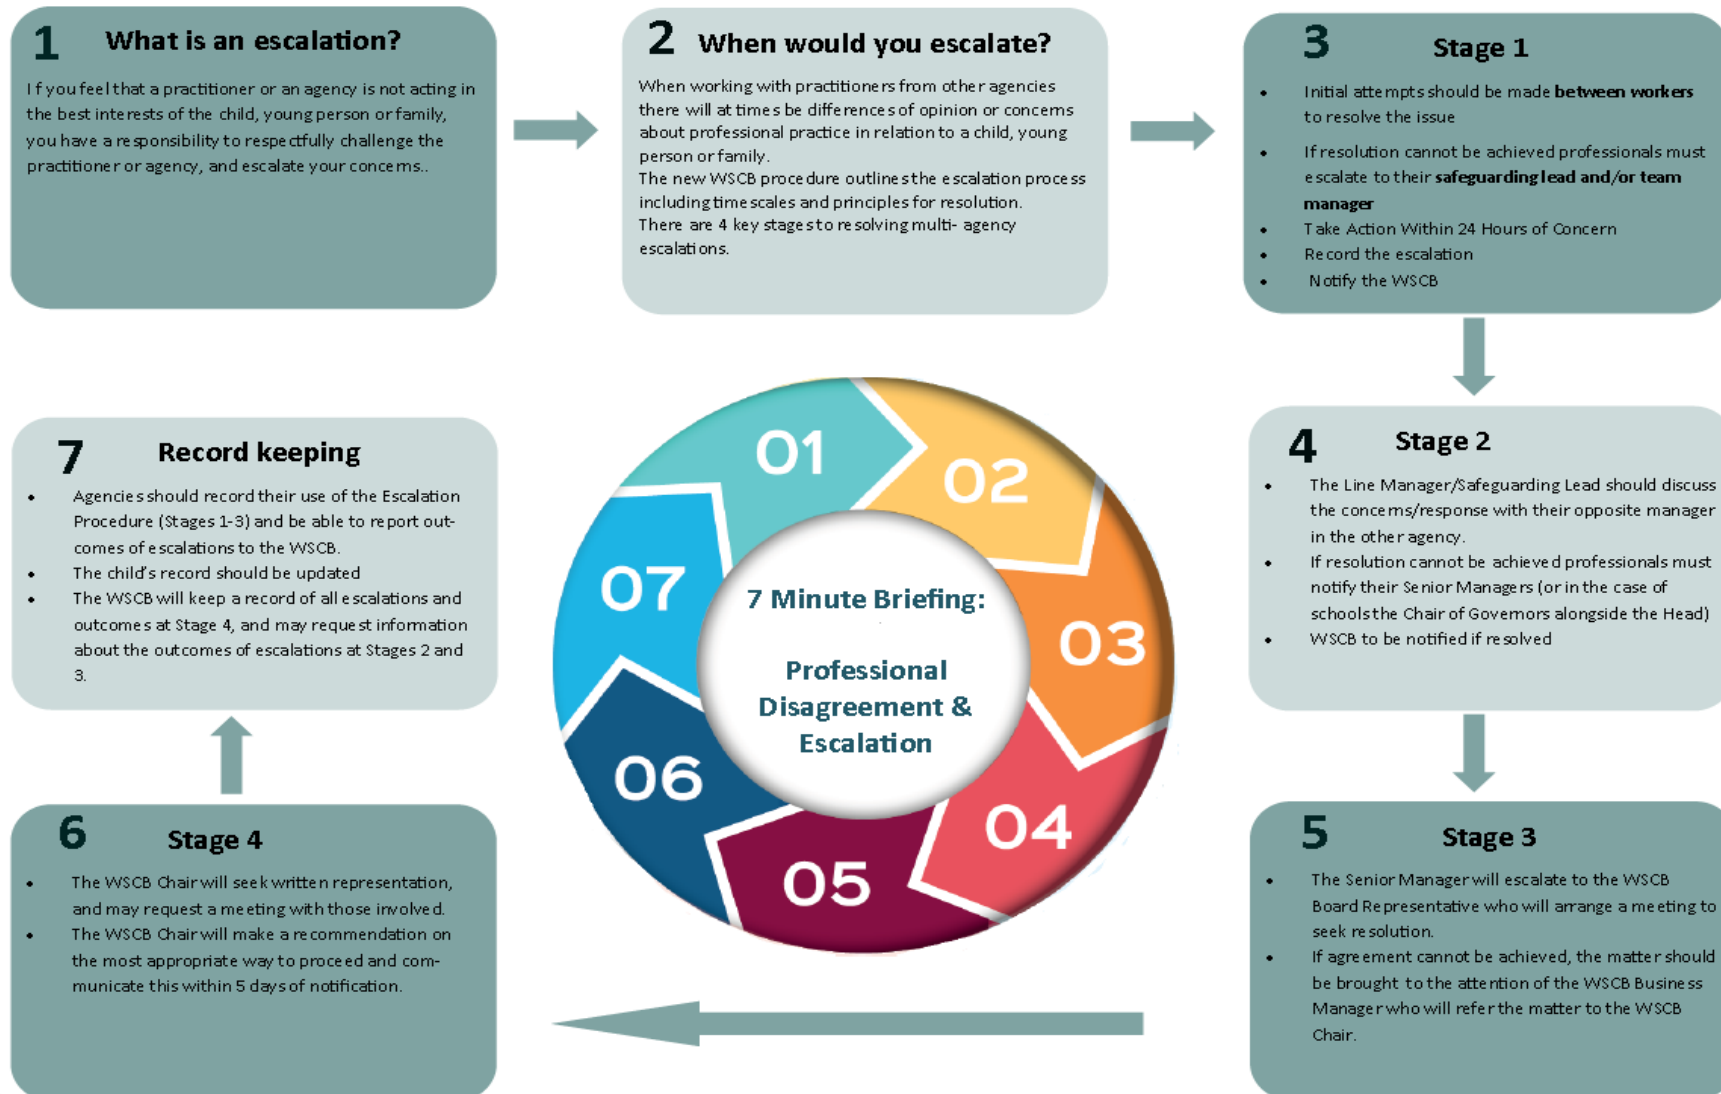 1 What is an escalation?
If you feel that a practitioner or an agency is not acting in
the best interests of the child, young person or family,
you have a responsibility to respectfully challenge the
practitioner or agency, and escalate your concerns..
2 When would you escalate?
When working with practitioners from other agencies
there will at times be differences of opinion or concerns
about professional practice in relation to a child, young
person or family.
The new WSCB procedure outlines the escalation process
including timescales and principles for resolution.
There are 4 key stages to resolving multi- agency
escalations.
3 Stage 1
• Initial attempts should be made between workers
to resolve the issue
• If resolution cannot be achieved professionals must
escalate to their safeguarding lead and/or team
manager
• Take Action Within 24 Hours of Concern
• Record the escalation
• Notify the WSCB
4 Stage 2
• The Line Manager/Safeguarding Lead should discuss
the concerns/response with their opposite manager
in the other agency.
• If resolution cannot be achieved professionals must
notify their Senior Managers (or in the case of
schools the Chair of Governors alongside the Head)
• WSCB to be notified if resolved
5 Stage 3
• The Senior Manager will escalate to the WSCB
Board Representative who will arrange a meeting to
seek resolution.
• If agreement cannot be achieved, the matter should
be brought to the attention of the WSCB Business
Manager who will refer the matter to the WSCB
Chair.
6 Stage 4
• The WSCB Chair will seek written representation,
and may request a meeting with those involved.
• The WSCB Chair will make a recommendation on
the most appropriate way to proceed and com-
municate this within 5 days of notification.
7 Record keeping
• Agencies should record their use of the Escalation
Procedure (Stages 1-3) and be able to report out-
comes of escalations to the WSCB.
• The child's record should be updated
• The WSCB will keep a record of all escalations and
outcomes at Stage 4, and may request information
about the outcomes of escalations at Stages 2 and
3.
01
02
03
04
05
06
07
7 Minute Briefing:
Professional
Disagreement &
Escalation